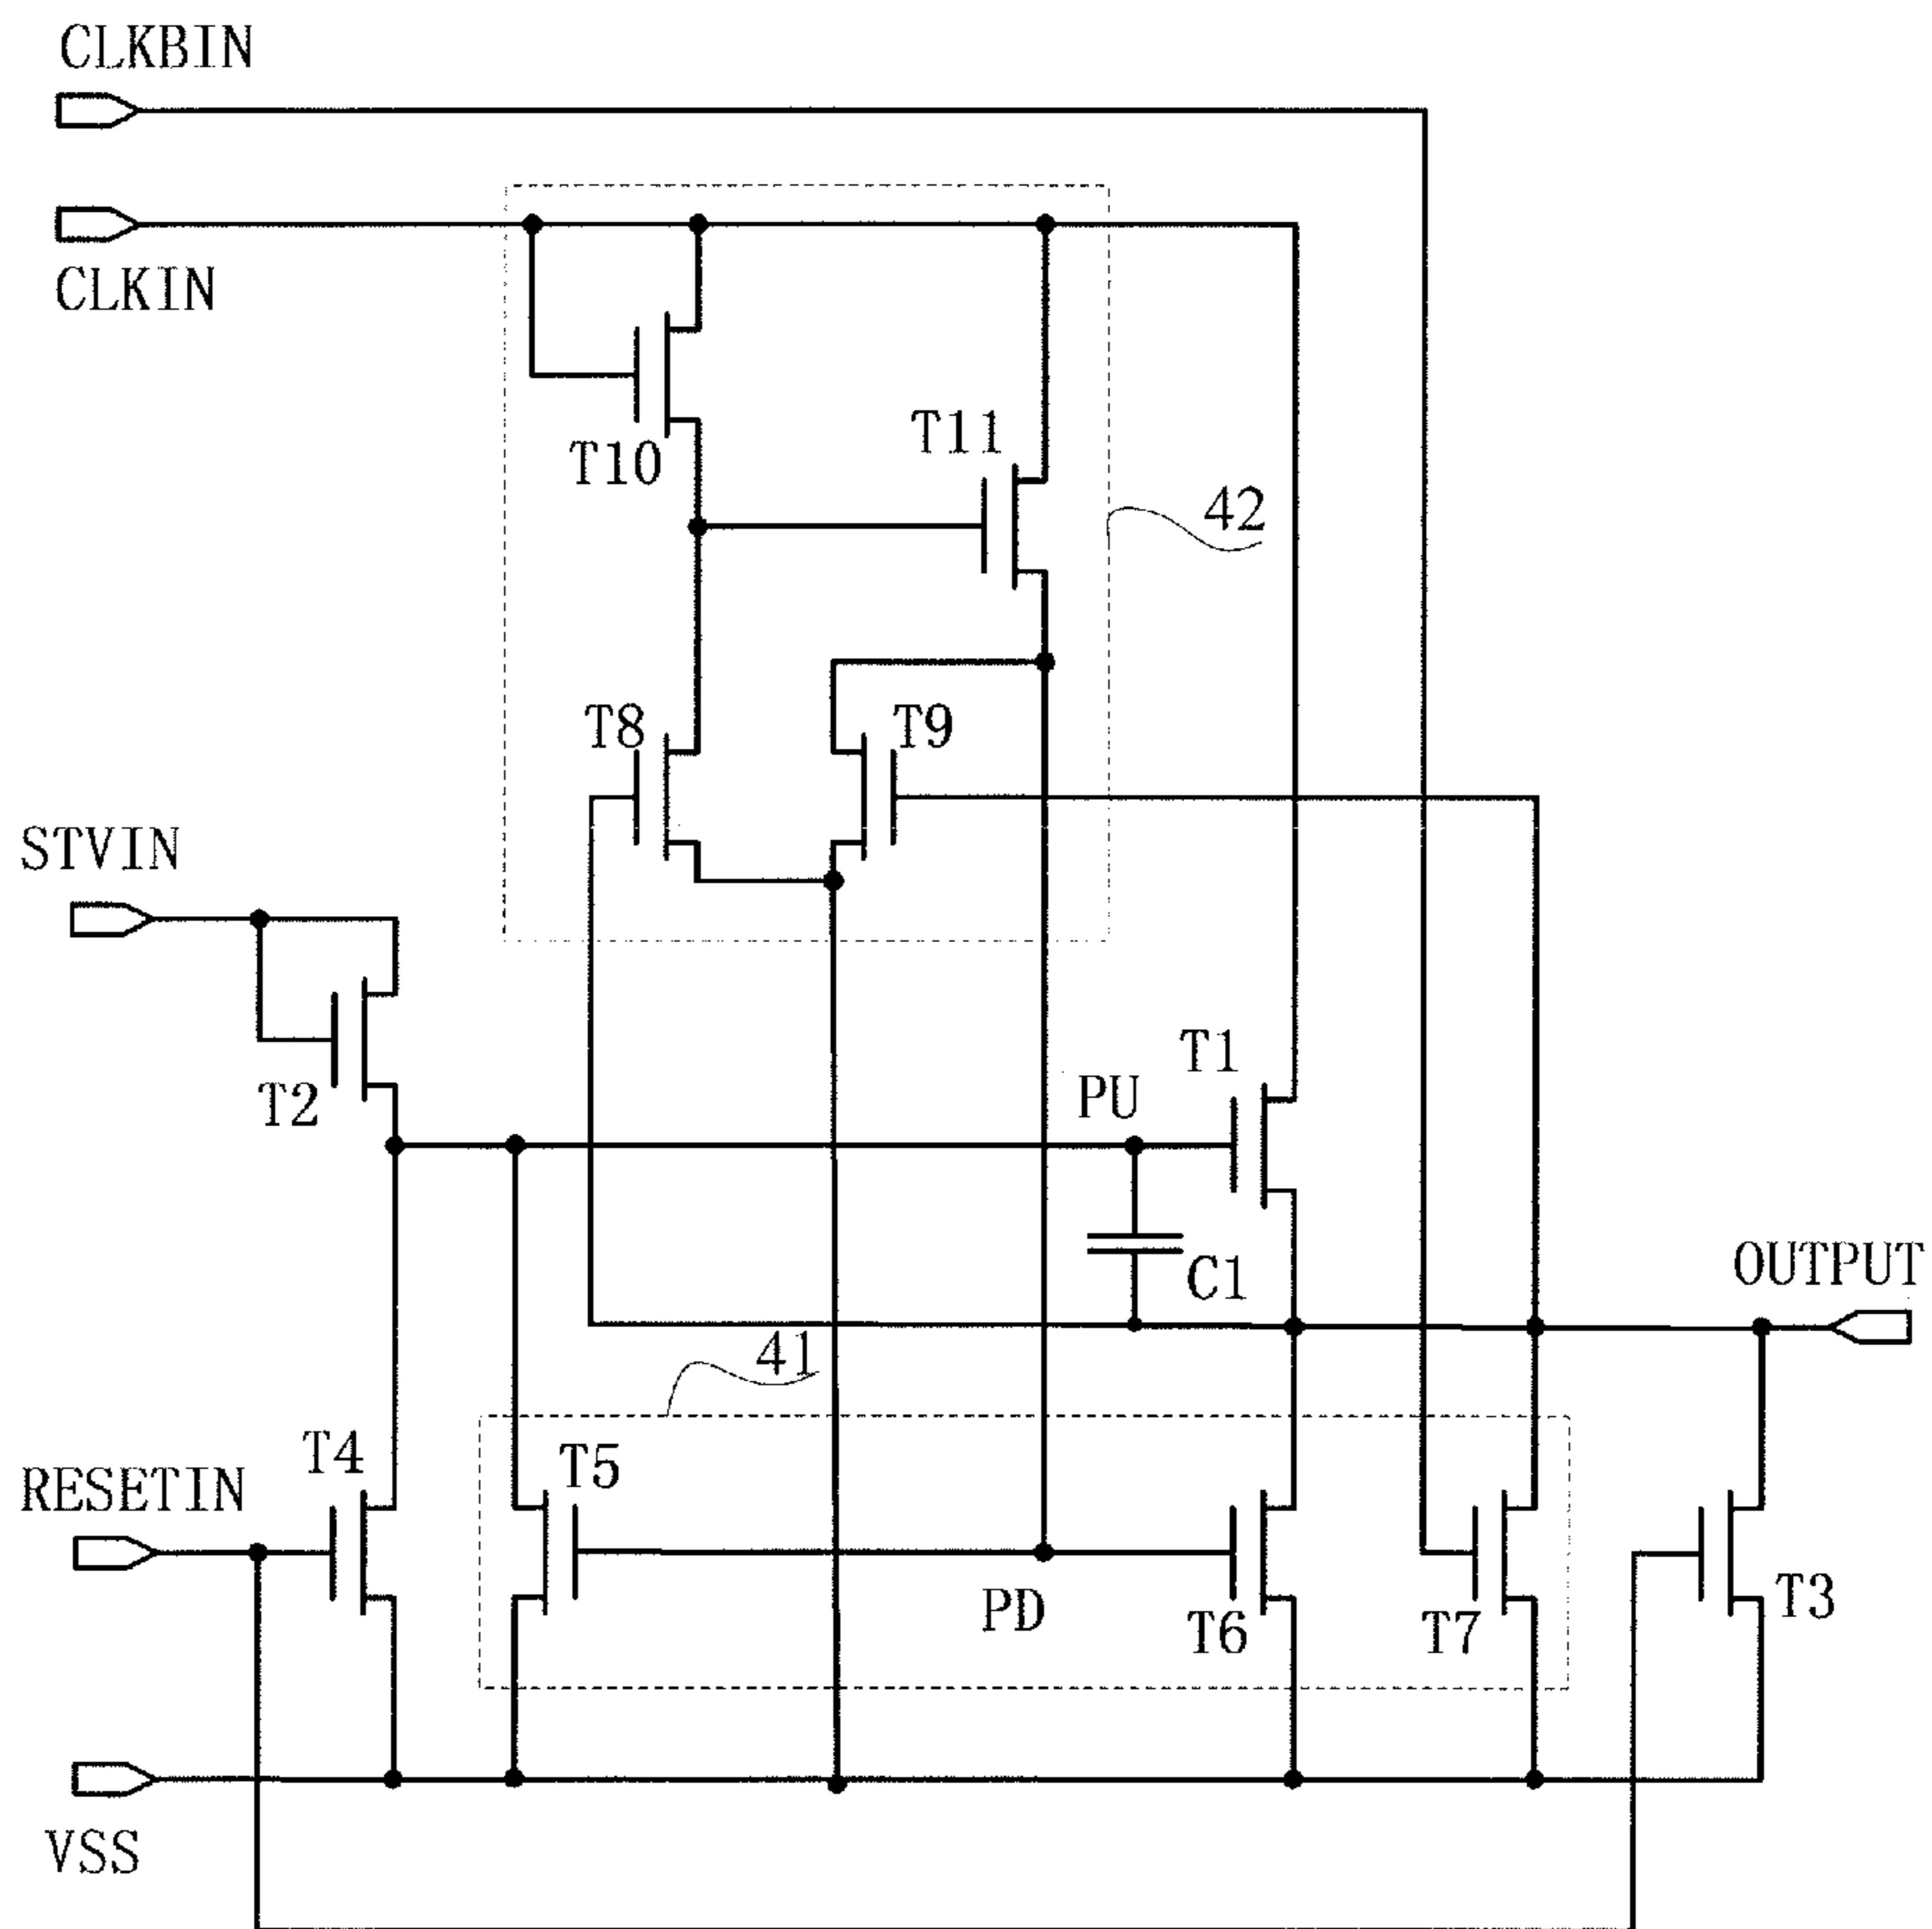 CLKBIN
CLKIN
T10
T11
42
T8
T9
STVIN
T2
PU
T1
C1
OUTPUT
41
T4
T5
RESETIN
PD
T6
T7
T3
VSS